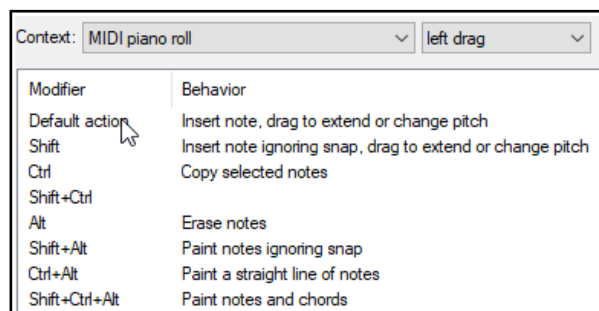 Context: MIDI piano roll left drag
Modifier Behavior
Default action Insert note, drag to extend or change pitch
Shift Insert note ignoring snap, drag to extend or change pitch
Ctrl Copy selected notes
Shift+Ctrl
Alt Erase notes
Shift+Alt Paint notes ignoring snap
Ctrl+Alt Paint a straight line of notes
Shift+Ctrl+Alt Paint notes and chords